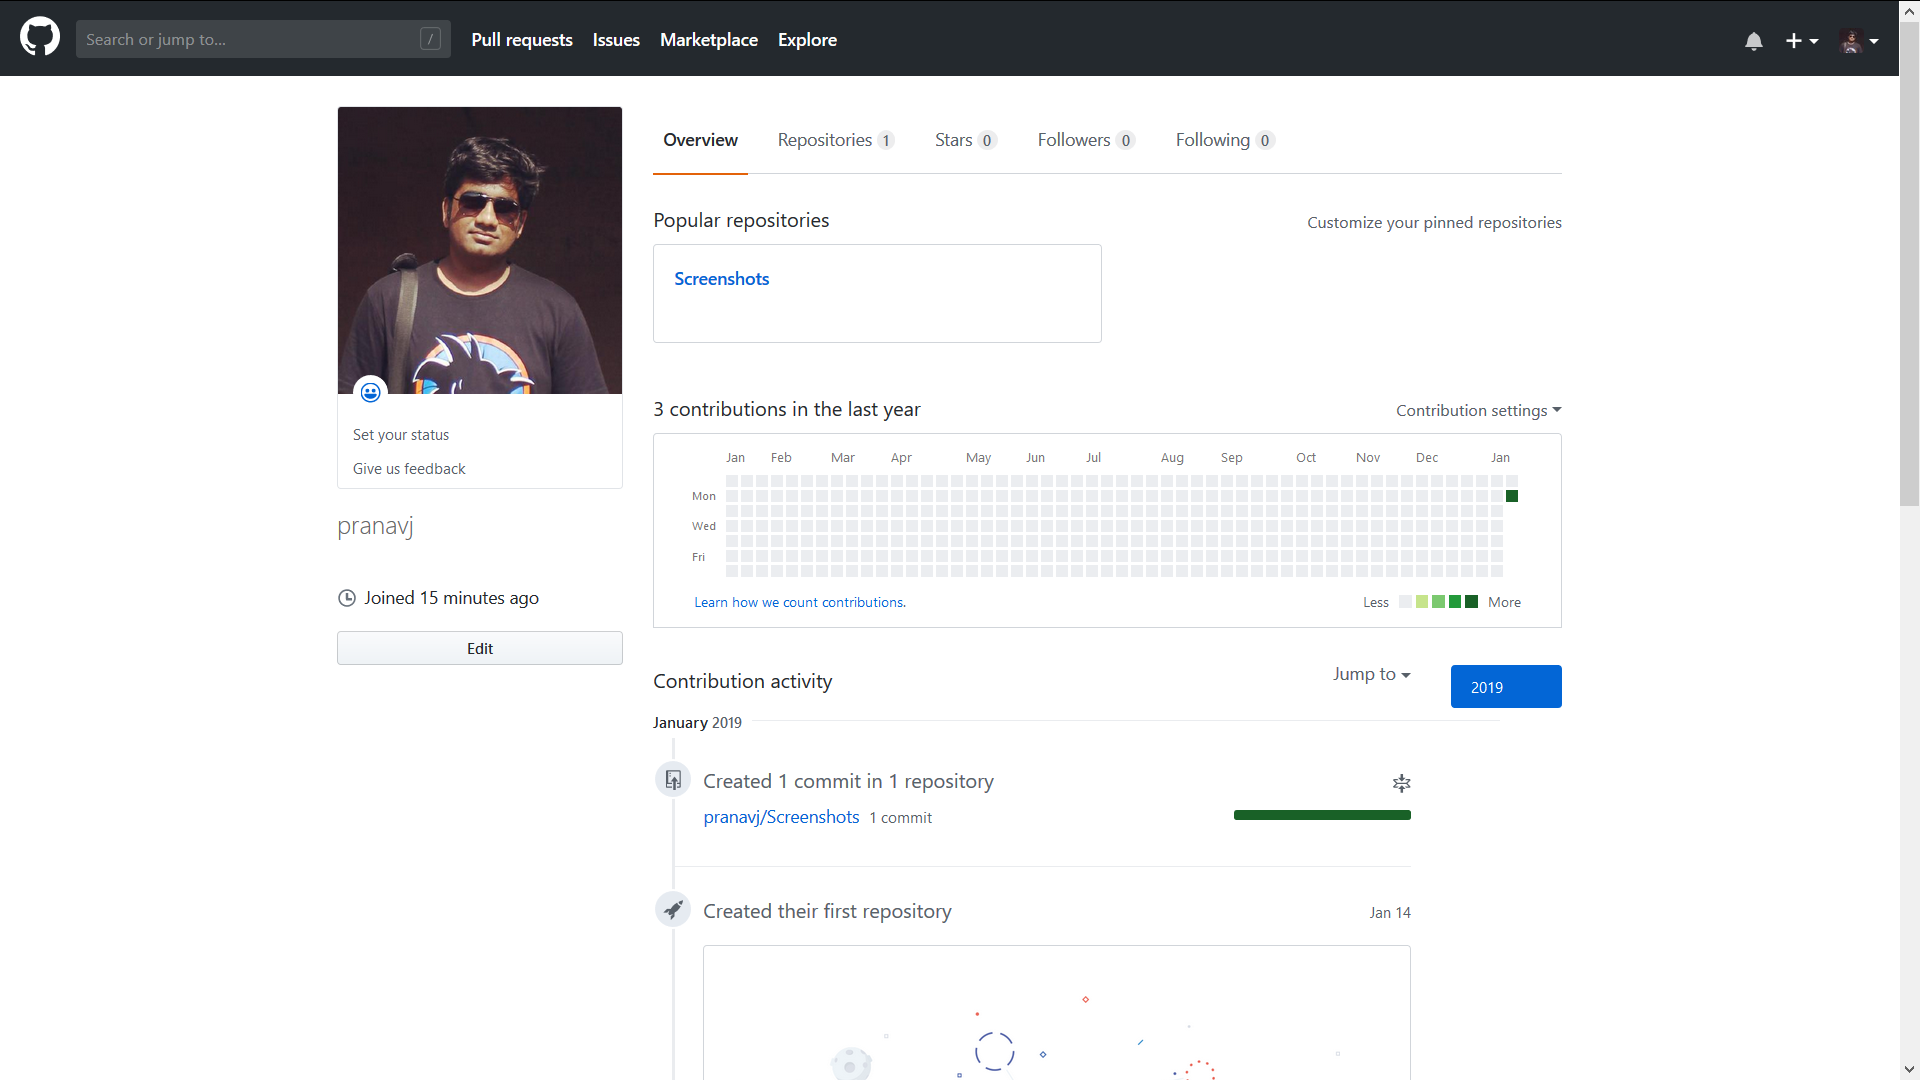 Search or jump to... /
Pull requests Issues Marketplace Explore
Overview Repositories 1 Stars 0 Followers 0 Following 0
Popular repositories
Customize your pinned repositories
Screenshots
Set your status
Give us feedback
pranavj
Joined 15 minutes ago
Edit
3 contributions in the last year
Contribution settings
Jan Feb Mar Apr May Jun Jul Aug Sep Oct Nov Dec Jan
Mon
Wed
Fri
Learn how we count contributions.
Less More
Contribution activity
Jump to
2019
January 2019
Created 1 commit in 1 repository
pranavj/Screenshots 1 commit
Created their first repository
Jan 14